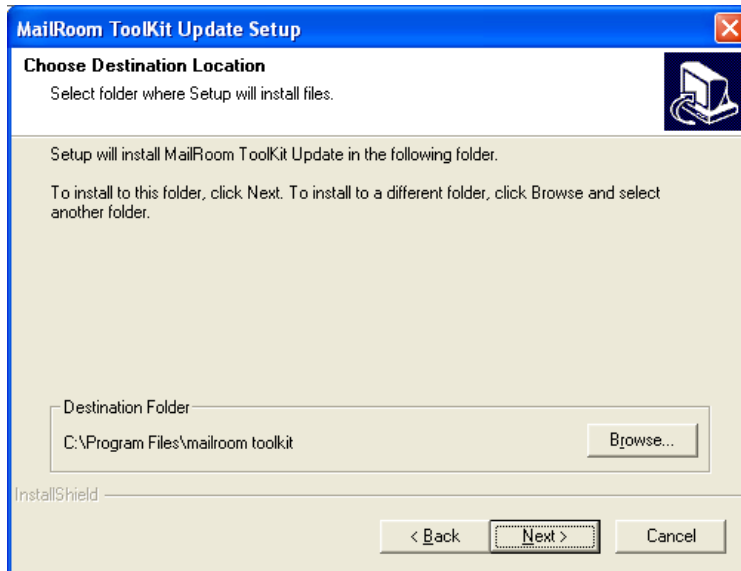 MailRoom ToolKit Update Setup
Choose Destination Location
Select folder where Setup will install files.
Setup will install MailRoom ToolKit Update in the following folder.
To install to this folder, click Next. To install to a different folder, click Browse and select
another folder.
Destination Folder
C:\Program Files\mailroom toolkit
Browse...
InstallShield
< Back
Next >
Cancel